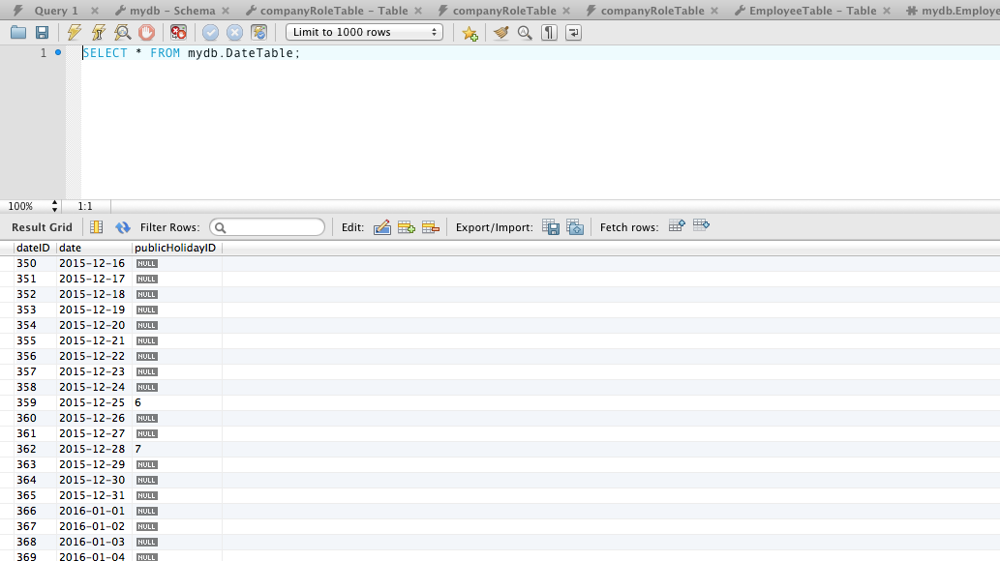 Query 1 mydb - Schema companyRoleTable - Table companyRoleTable companyRoleTable EmployeeTable - Table mydb.Employe
Limit to 1000 rows
1 SELECT * FROM mydb.DateTable;
100% 1:1
Result Grid Filter Rows: Edit: Export/Import: Fetch rows:
dateID date publicHolidayID
350 2015-12-16 NULL
351 2015-12-17 NULL
352 2015-12-18 NULL
353 2015-12-19 NULL
354 2015-12-20 NULL
355 2015-12-21 NULL
356 2015-12-22 NULL
357 2015-12-23 NULL
358 2015-12-24 NULL
359 2015-12-25 6
360 2015-12-26 NULL
361 2015-12-27 NULL
362 2015-12-28 7
363 2015-12-29 NULL
364 2015-12-30 NULL
365 2015-12-31 NULL
366 2016-01-01 NULL
367 2016-01-02 NULL
368 2016-01-03 NULL
369 2016-01-04 NULL